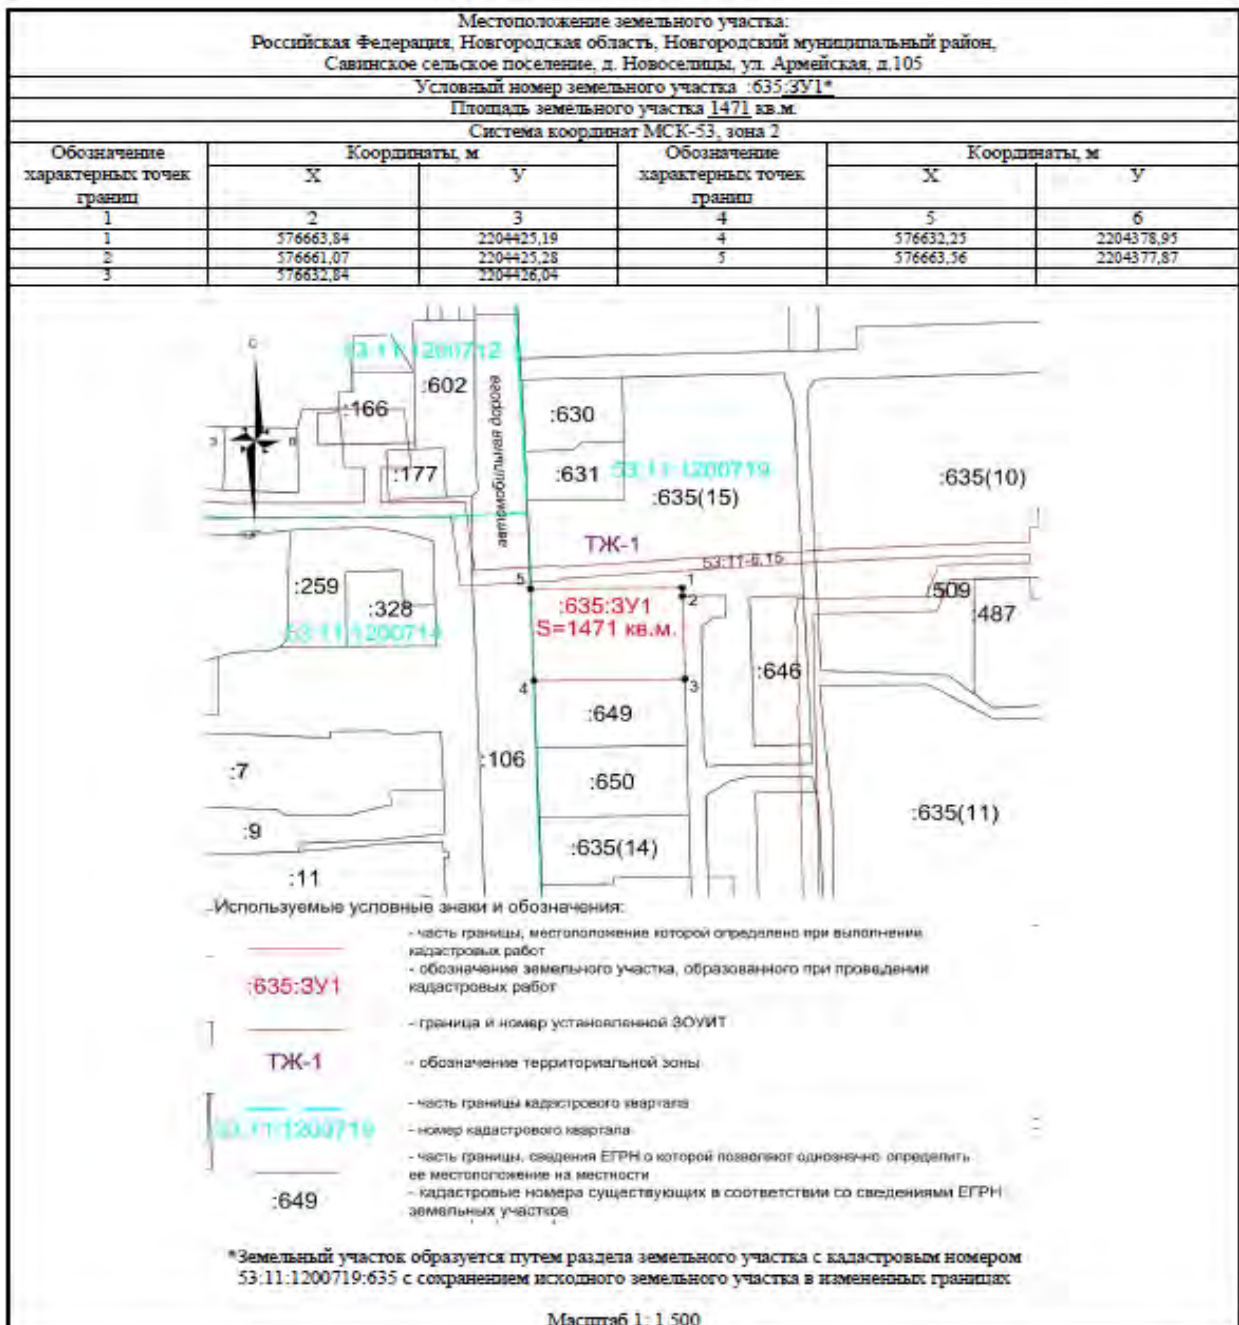 Местоположение земельного участка:
Российская Федерация, Новгородская область, Новгородский муниципальный район,
Савинское сельское поселение, д. Новоселицы, ул. Армейская, д.105
Условный номер земельного участка :635:ЗУ1*
Площадь земельного участка 1471 кв.м.
Система координат МСК-53, зона 2
Обозначение характерных точек границ
Координаты, м
Обозначение характерных точек границ
Координаты, м
Х У Х У
1 2 3 4 5 6
1 576663,84 2204425,19 4 576632,25 2204378,95
2 576661,07 2204425,28 5 576663,56 2204377,87
3 576632,84 2204426,04
С
53:11:1200712
:602
:166
автомобильная дорога
:630
З
В
:177
:631
53:11:1200719
:635(15)
:635(10)
ТЖ-1
53:11-6.15
:259
5
1
:509
:328
:635:ЗУ1
2
:487
53:11:1200714
S=1471 кв.м.
:646
4
3
:649
:106
:7
:650
:9
:635(11)
:635(14)
:11
Используемые условные знаки и обозначения:
- часть границы, местоположение которой определено при выполнении
кадастровых работ
:635:ЗУ1
- обозначение земельного участка, образованного при проведении
кадастровых работ
- граница и номер установленной ЗОУИТ
ТЖ-1
- обозначение территориальной зоны
- часть границы кадастрового квартала
53:11:1200719
- номер кадастрового квартала
- часть границы, сведения ЕГРН о которой позволяют однозначно определить
ее местоположение на местности
:649
- кадастровые номера существующих в соответствии со сведениями ЕГРН
земельных участков
*Земельный участок образуется путем раздела земельного участка с кадастровым номером
53:11:1200719:635 с сохранением исходного земельного участка в измененных границах
Масштаб 1: 1 500